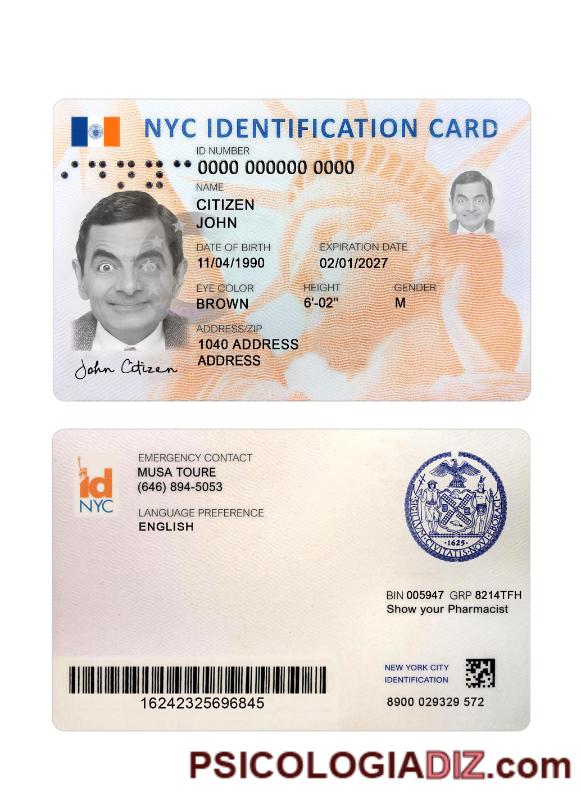 NYC IDENTIFICATION CARD
ID NUMBER
0000 000000 0000
NAME
CITIZEN
JOHN
DATE OF BIRTH EXPIRATION DATE
11/04/1990 02/01/2027
EYE COLOR HEIGHT GENDER
BROWN 6'-02" M
ADDRESS/ZIP
1040 ADDRESS
ADDRESS
John Citizen
id
NYC
EMERGENCY CONTACT
MUSA TOURE
(646) 894-5053
LANGUAGE PREFERENCE
ENGLISH
SIGILLVM CIVITATIS NOVI EBORACI
·1625·
BIN 005947 GRP 8214TFH
Show your Pharmacist
NEW YORK CITY
IDENTIFICATION
8900 029329 572
16242325696845
PSICOLOGIADIZ.com